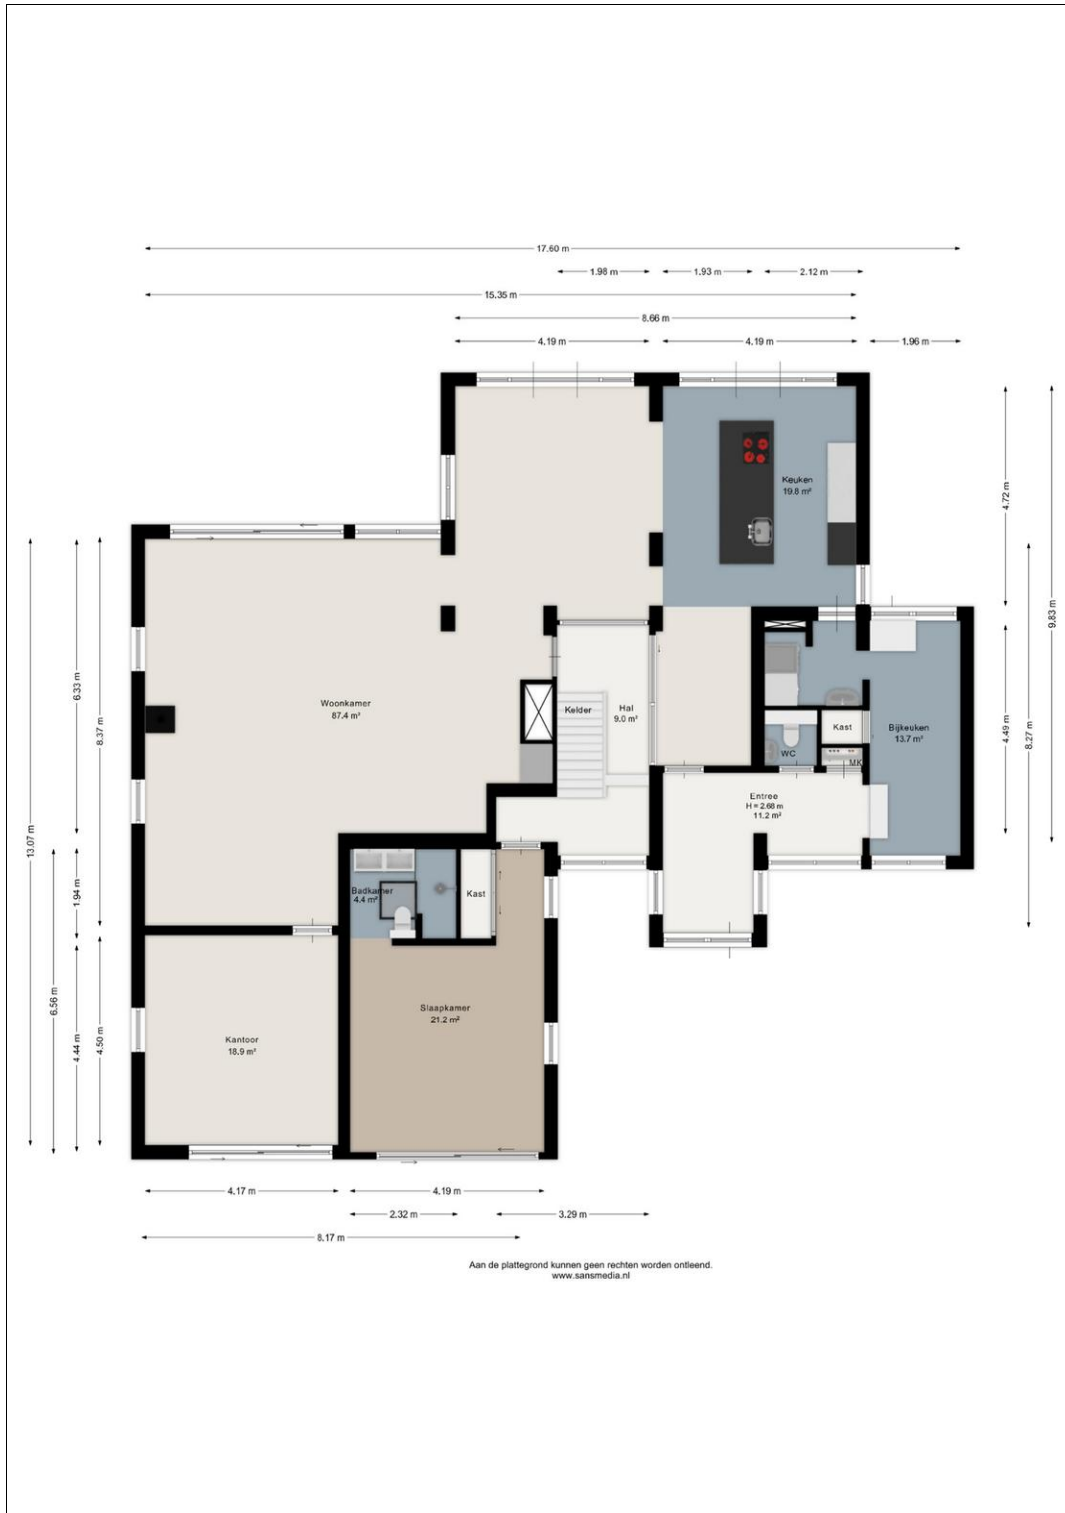 17.60 m
1.98 m
1.93 m
2.12 m
15.35 m
8.66 m
4.19 m
4.19 m
1.96 m
Keuken
19.8 m²
4.72 m
9.83 m
Woonkamer
87.4 m²
Kelder
Hal
9.0 m²
Kast
Bijkeuken
13.7 m²
WC
MK
Entree
H = 2.68 m
11.2 m²
4.49 m
8.27 m
6.33 m
8.37 m
13.07 m
1.94 m
Badkamer
4.4 m²
Kast
6.56 m
4.44 m
4.50 m
Kantoor
18.9 m²
Slaapkamer
21.2 m²
4.17 m
4.19 m
2.32 m
3.29 m
8.17 m
Aan de plattegrond kunnen geen rechten worden ontleend.
www.sansmedia.nl